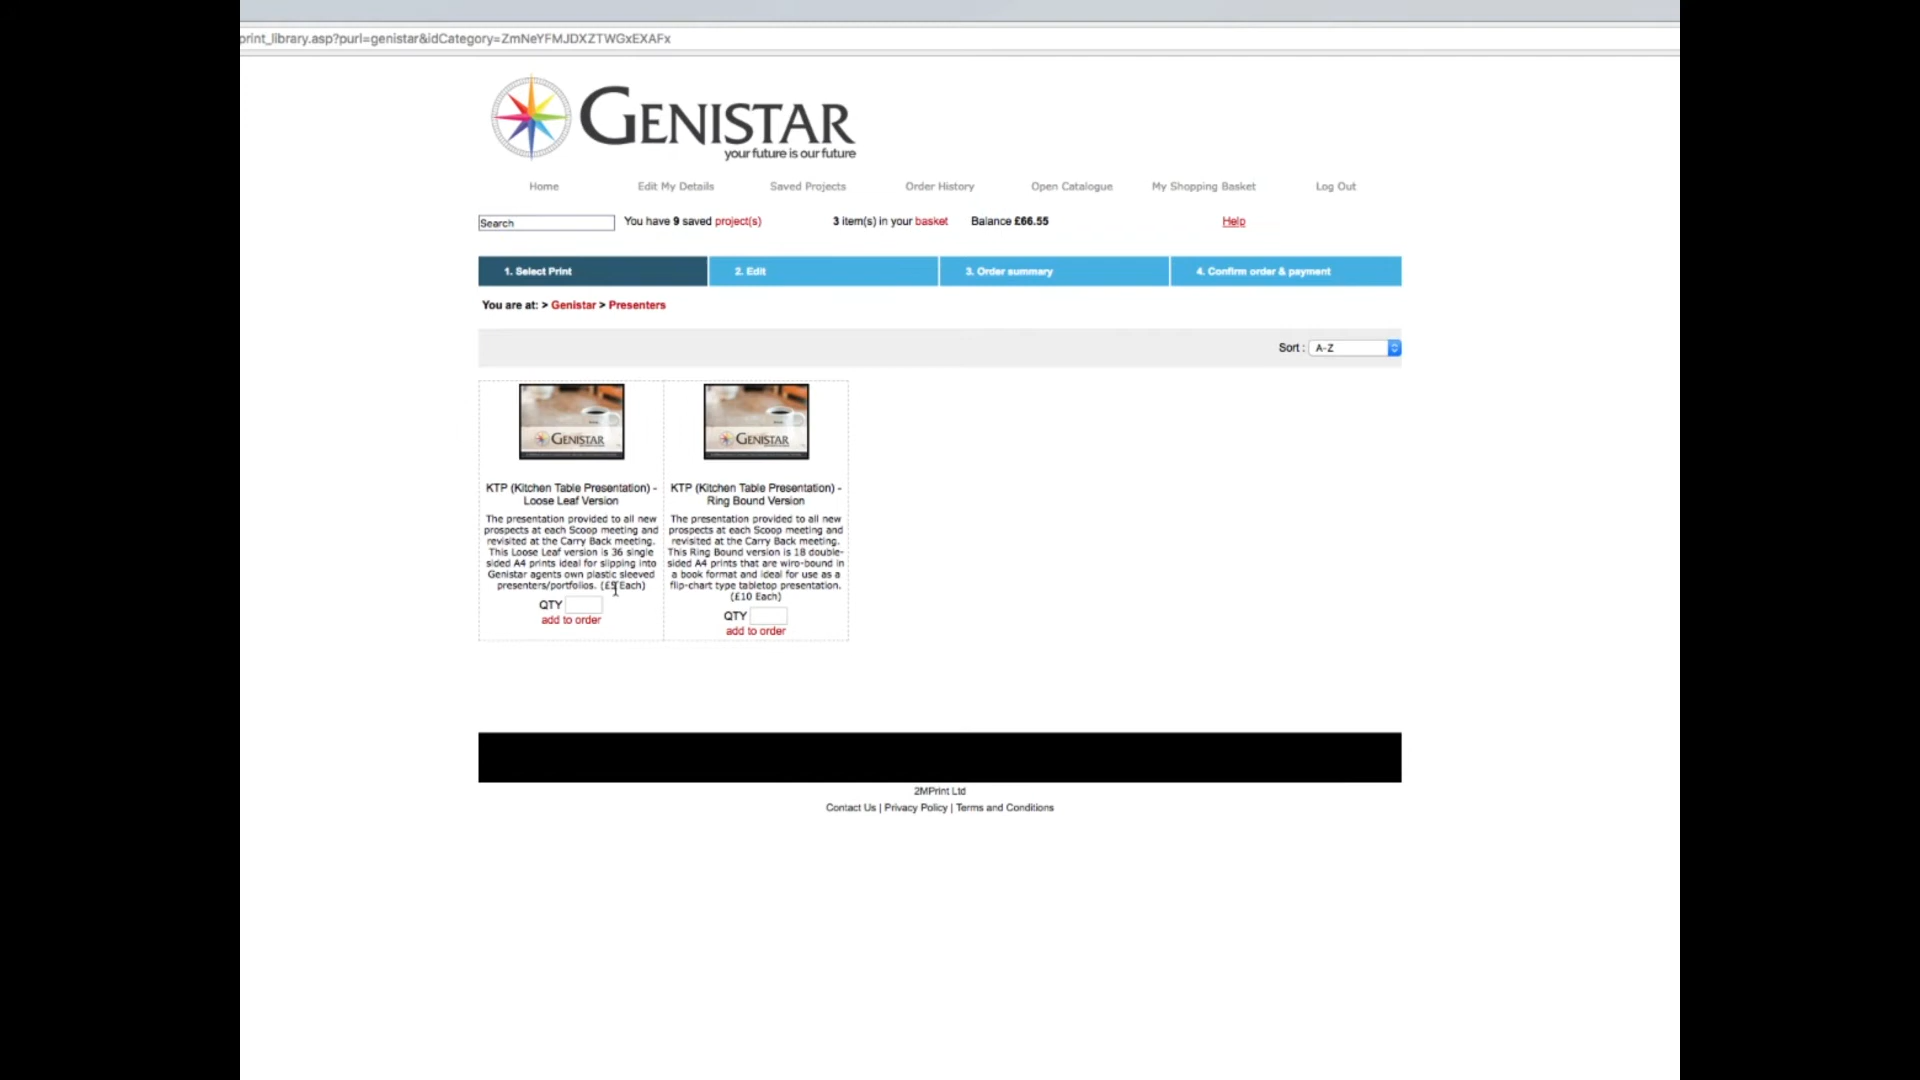 print_library.asp?purl=genistar&idCategory=ZmNeYFMJDXZTWGxEXAFx
GENISTAR
your future is our future
Home Edit My Details Saved Projects Order History Open Catalogue My Shopping Basket Log Out
Search You have 9 saved project(s) 3 item(s) in your basket Balance £66.55 Help
1. Select Print 2. Edit 3. Order summary 4. Confirm order & payment
You are at: > Genistar > Presenters
Sort : A-Z
GENISTAR
KTP (Kitchen Table Presentation) -
Loose Leaf Version
The presentation provided to all new
prospects at each Scoop meeting and
revisited at the Carry Back meeting.
This Loose Leaf version is 36 single
sided A4 prints ideal for slipping into
Genistar agents own plastic sleeved
presenters/portfolios. (£5 Each)
QTY
add to order
GENISTAR
KTP (Kitchen Table Presentation) -
Ring Bound Version
The presentation provided to all new
prospects at each Scoop meeting and
revisited at the Carry Back meeting.
This Ring Bound version is 18 double-
sided A4 prints that are wiro-bound in
a book format and ideal for use as a
flip-chart type tabletop presentation.
(£10 Each)
QTY
add to order
2MPrint Ltd
Contact Us | Privacy Policy | Terms and Conditions